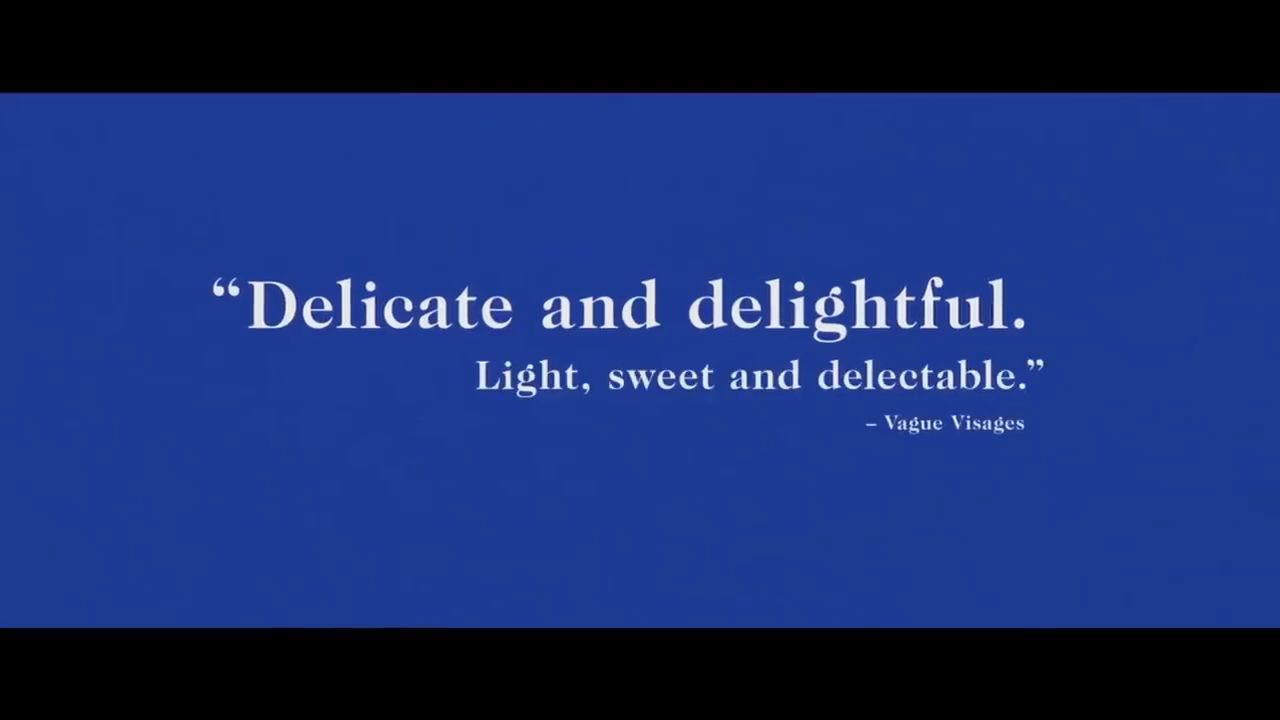 “Delicate and delightful.
Light, sweet and delectable.”
– Vague Visages